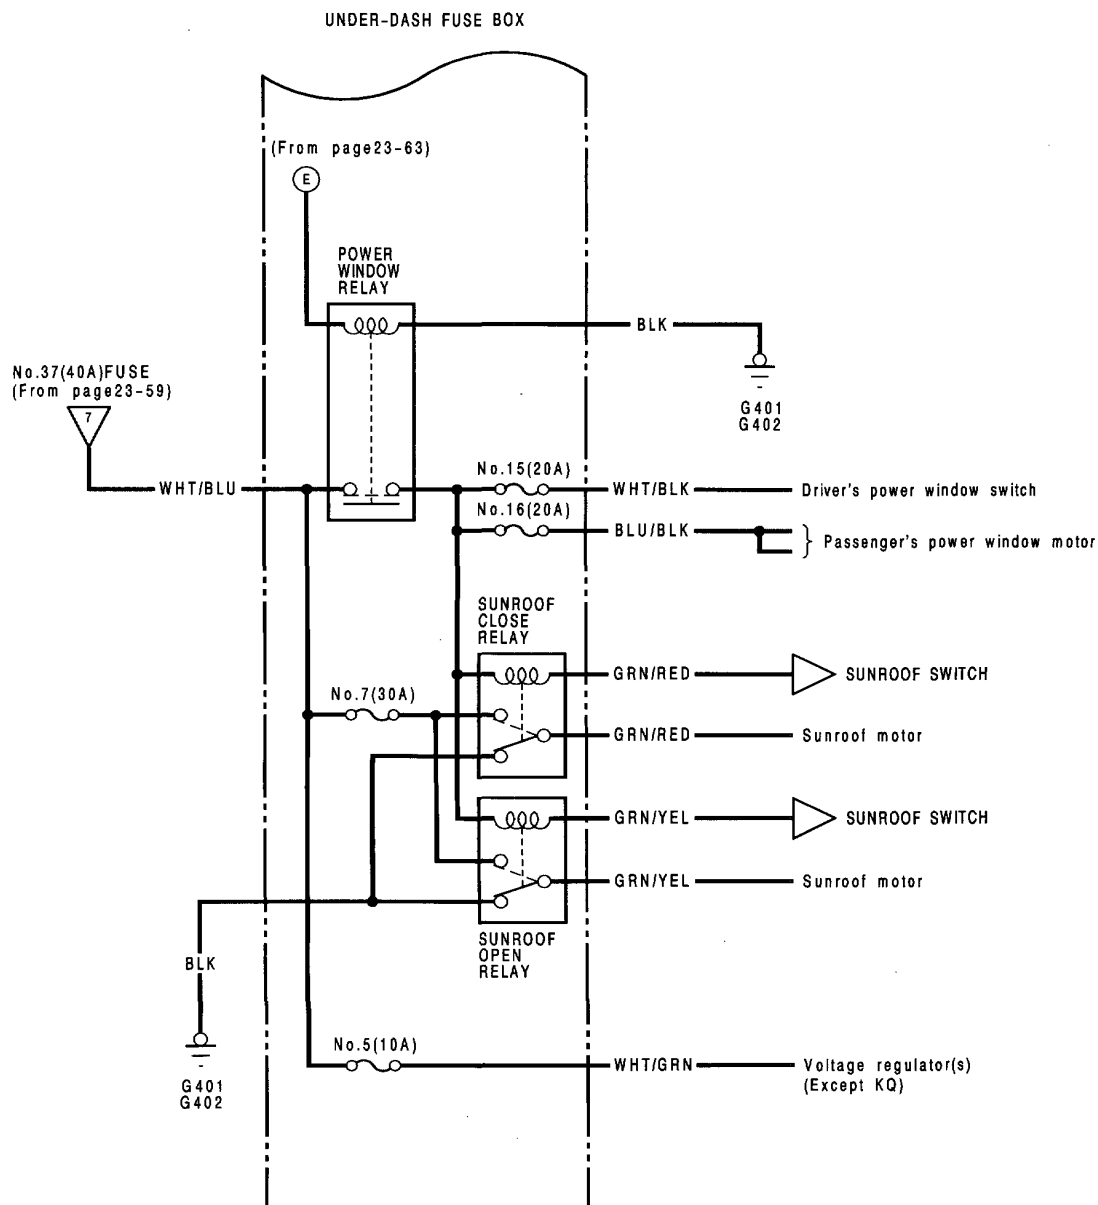 UNDER-DASH FUSE BOX
(From page23-63)
E
POWER
WINDOW
RELAY
BLK
No.37(40A)FUSE
(From page23-59)
7
G401
G402
WHT/BLU
No.15(20A)
WHT/BLK
Driver's power window switch
No.16(20A)
BLU/BLK
Passenger's power window motor
SUNROOF
CLOSE
RELAY
GRN/RED
SUNROOF SWITCH
No.7(30A)
GRN/RED
Sunroof motor
GRN/YEL
SUNROOF SWITCH
GRN/YEL
Sunroof motor
SUNROOF
OPEN
RELAY
BLK
G401
G402
No.5(10A)
WHT/GRN
Voltage regulator(s)
(Except KQ)